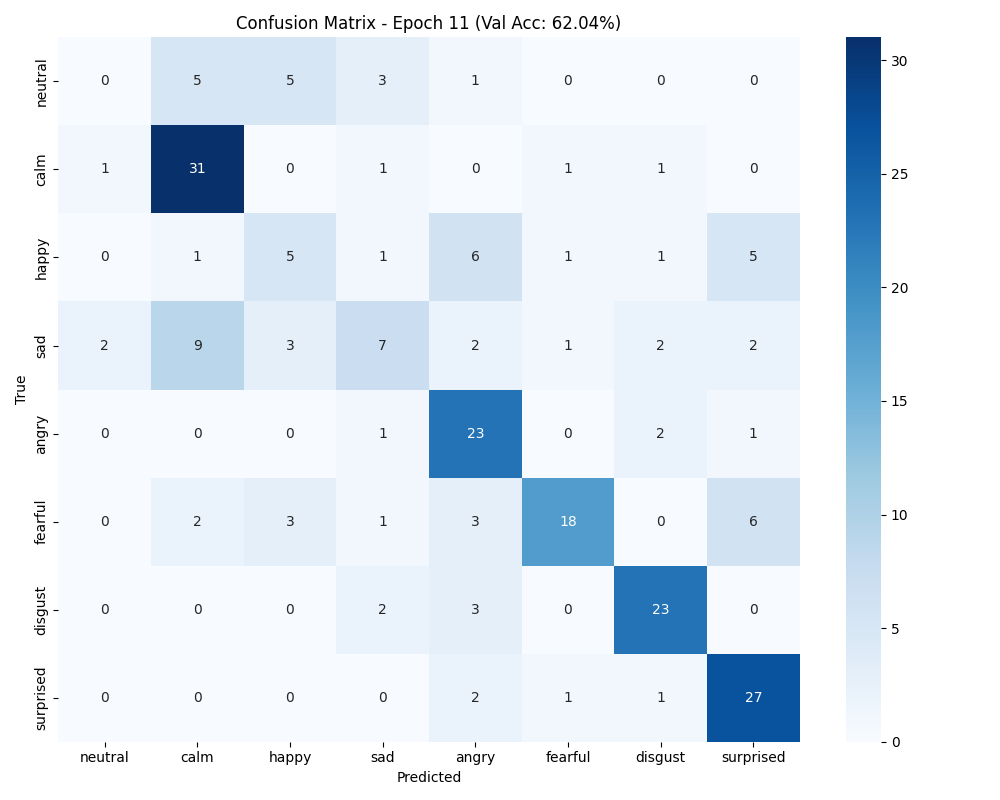 Confusion Matrix - Epoch 11 (Val Acc: 62.04%)
neutral 0 5 5 3 1 0 0 0
calm 1 31 0 1 0 1 1 0
happy 0 1 5 1 6 1 1 5
sad 2 9 3 7 2 1 2 2
angry 0 0 0 1 23 0 2 1
fearful 0 2 3 1 3 18 0 6
disgust 0 0 0 2 3 0 23 0
surprised 0 0 0 0 2 1 1 27
True
neutral calm happy sad angry fearful disgust surprised
Predicted
30
25
20
15
10
5
0